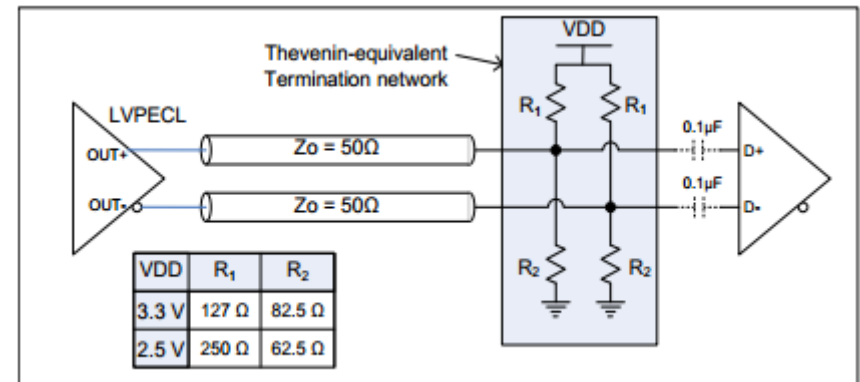 VDD
Thevenin-equivalent
Termination network
R₁
R₁
LVPECL
0.1µF
OUT+
Zo = 50Ω
D+
0.1µF
OUT-
Zo = 50Ω
D-
R₂
R₂
VDD R₁ R₂
3.3 V 127 Ω 82.5 Ω
2.5 V 250 Ω 62.5 Ω